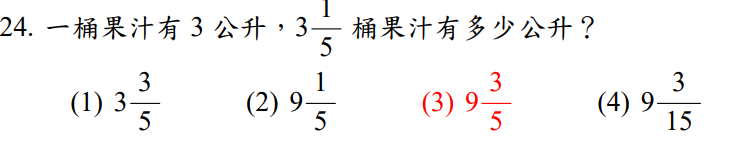 24. 一桶果汁有 3 公升，3 1/5 桶果汁有多少公升？
(1) 3 3/5 (2) 9 1/5 (3) 9 3/5 (4) 9 3/15